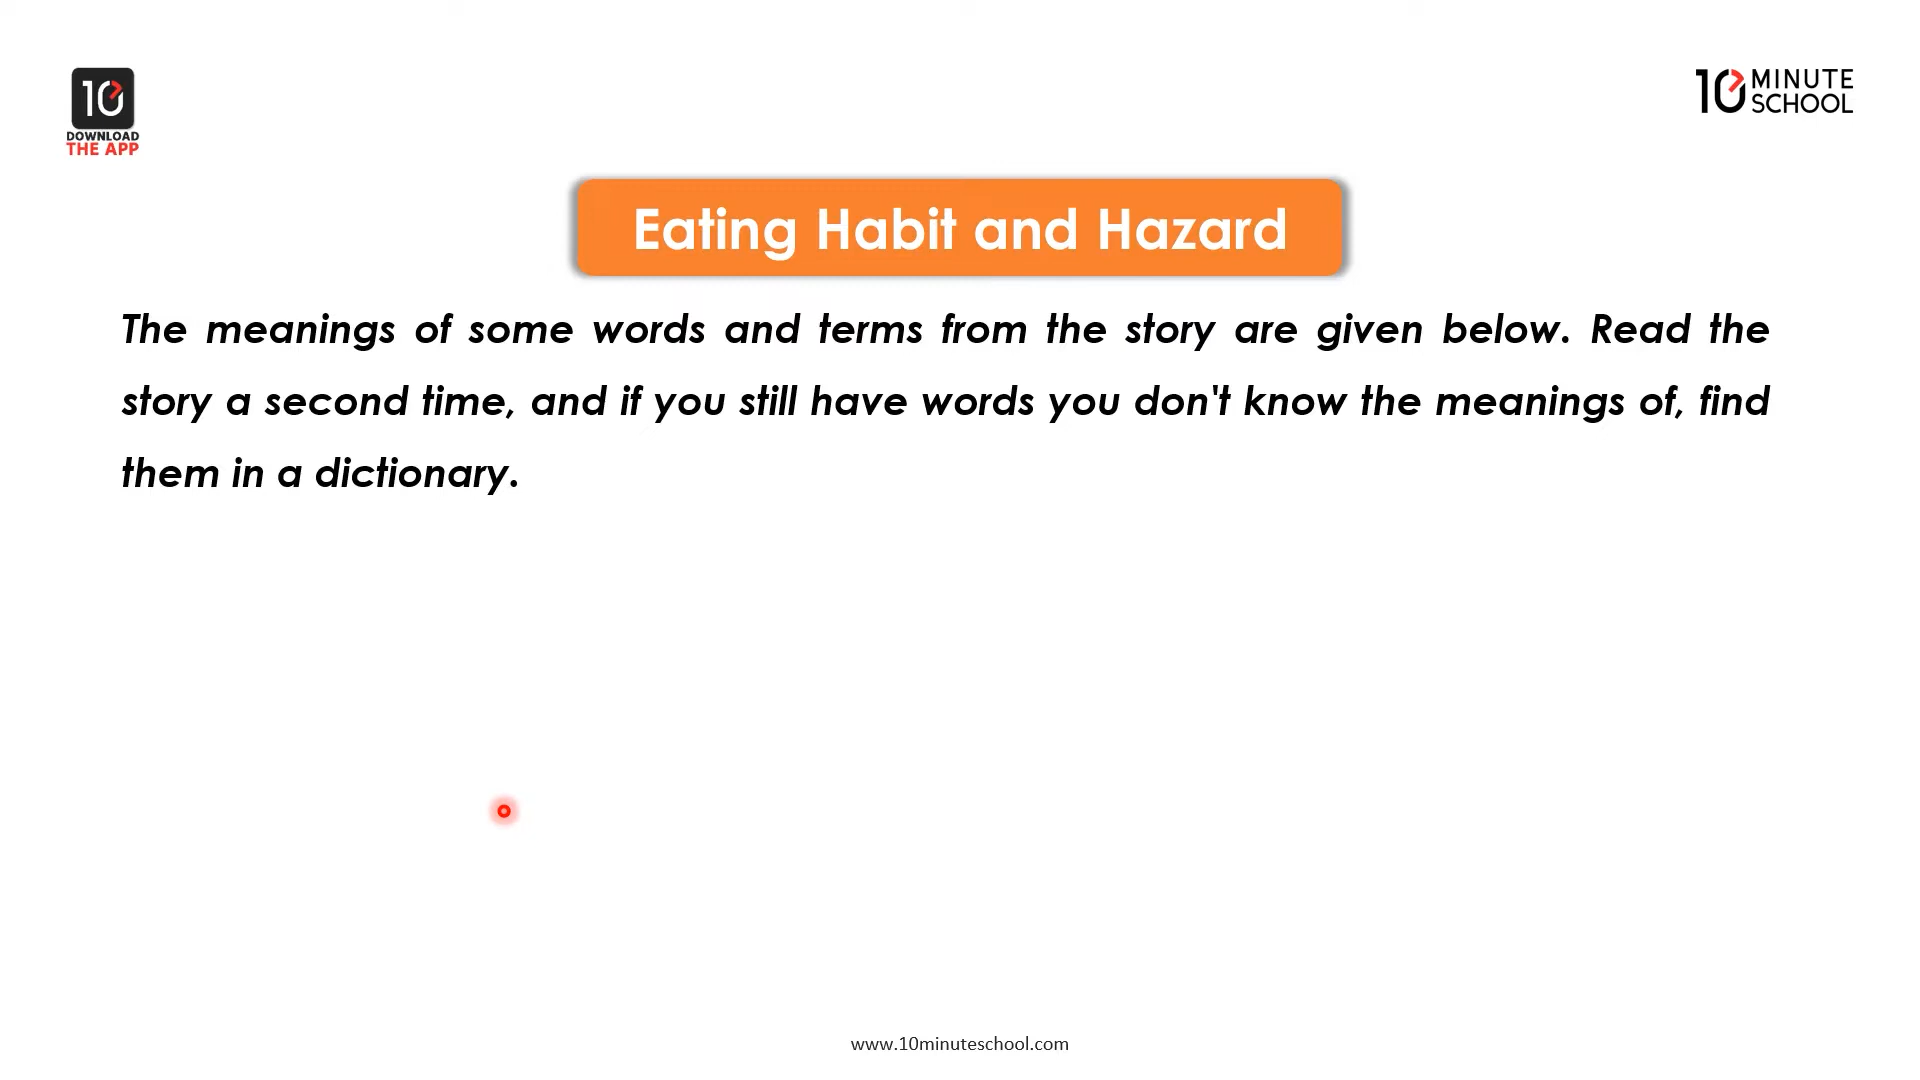 10
DOWNLOAD
THE APP
10 MINUTE
SCHOOL
Eating Habit and Hazard
The meanings of some words and terms from the story are given below. Read the
story a second time, and if you still have words you don't know the meanings of, find
them in a dictionary.
www.10minuteschool.com